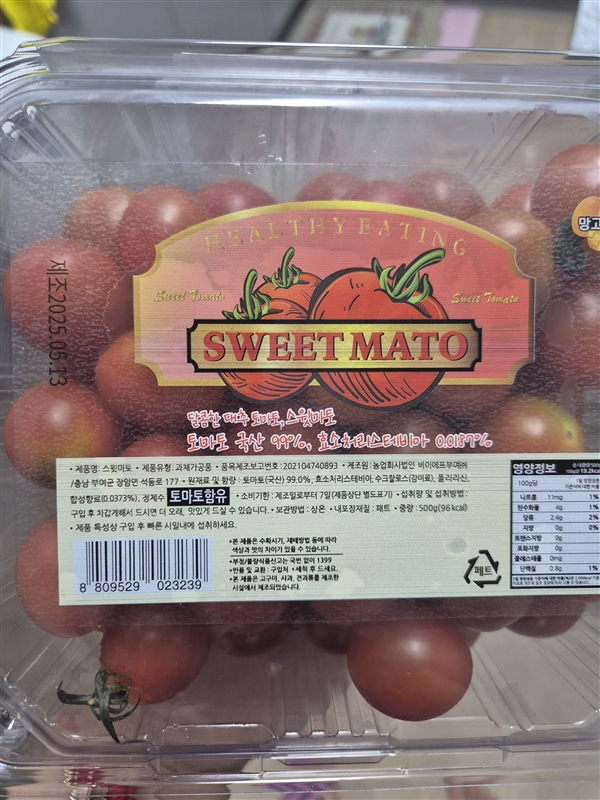 HEALTHY EATING
Sweet Tomato
Sweet Tomato
SWEET MATO
망고
제조2025.05.13
달콤한 대추 토마토, 스윗마토
토마토 국산 99%, 효소처리스테비아 0.0187%
• 제품명: 스윗마토 • 제품유형: 과채가공품 • 품목제조보고번호: 202104740893 • 제조원: 농업회사법인 비이에프부여㈜
/충남 부여군 장암면 석동로 177 • 원재료 및 함량: 토마토(국산) 99.0%, 효소처리스테비아, 수크랄로스(감미료), 폴리리신,
합성향료(0.0373%), 정제수 토마토함유 • 소비기한: 제조일로부터 7일(제품상단 별도표기) • 섭취량 및 섭취방법:
구입 후 차갑게해서 드시면 더 오래, 맛있게 드실 수 있습니다. • 보관방법: 상온 • 내포장재질: 페트 • 중량: 500g(96 kcal)
• 제품 특성상 구입 후 빠른 시일내에 섭취하세요.
8 809529 023239
•본 제품은 수확시기, 재배방법 등에 따라
색상과 맛의 차이가 있을 수 있습니다.
•부정/불량식품신고는 국번 없이 1399
•반품 및 교환: 구입처 •세척 후 드세요.
•본 제품은 고구마, 사과, 견과류를 제조한
시설에서 제조되었습니다.
페트
영양정보
총 내용량 500g
100g당 19.2kcal
100g당
나트륨 11mg 1%
탄수화물 4g 1%
당류 2.4g 2%
지방 0g 0%
트랜스지방 0g
포화지방 0g
콜레스테롤 0mg
단백질 0.8g 1%